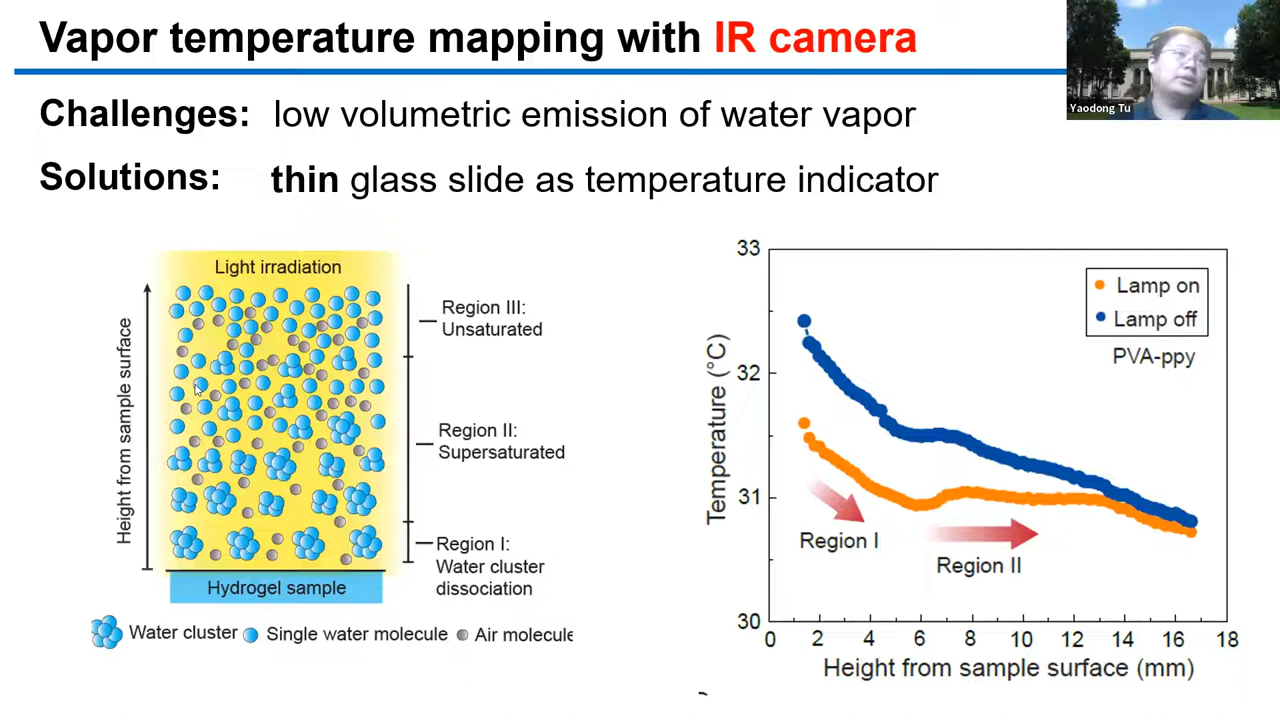 Vapor temperature mapping with IR camera
Yaodong Tu
Challenges: low volumetric emission of water vapor
Solutions: thin glass slide as temperature indicator
Light irradiation
Height from sample surface
Region III:
Unsaturated
Region II:
Supersaturated
Region I:
Water cluster
dissociation
Hydrogel sample
Water cluster
Single water molecule
Air molecule
33
32
31
30
Temperature (°C)
Lamp on
Lamp off
PVA-ppy
Region I
Region II
0 2 4 6 8 10 12 14 16 18
Height from sample surface (mm)